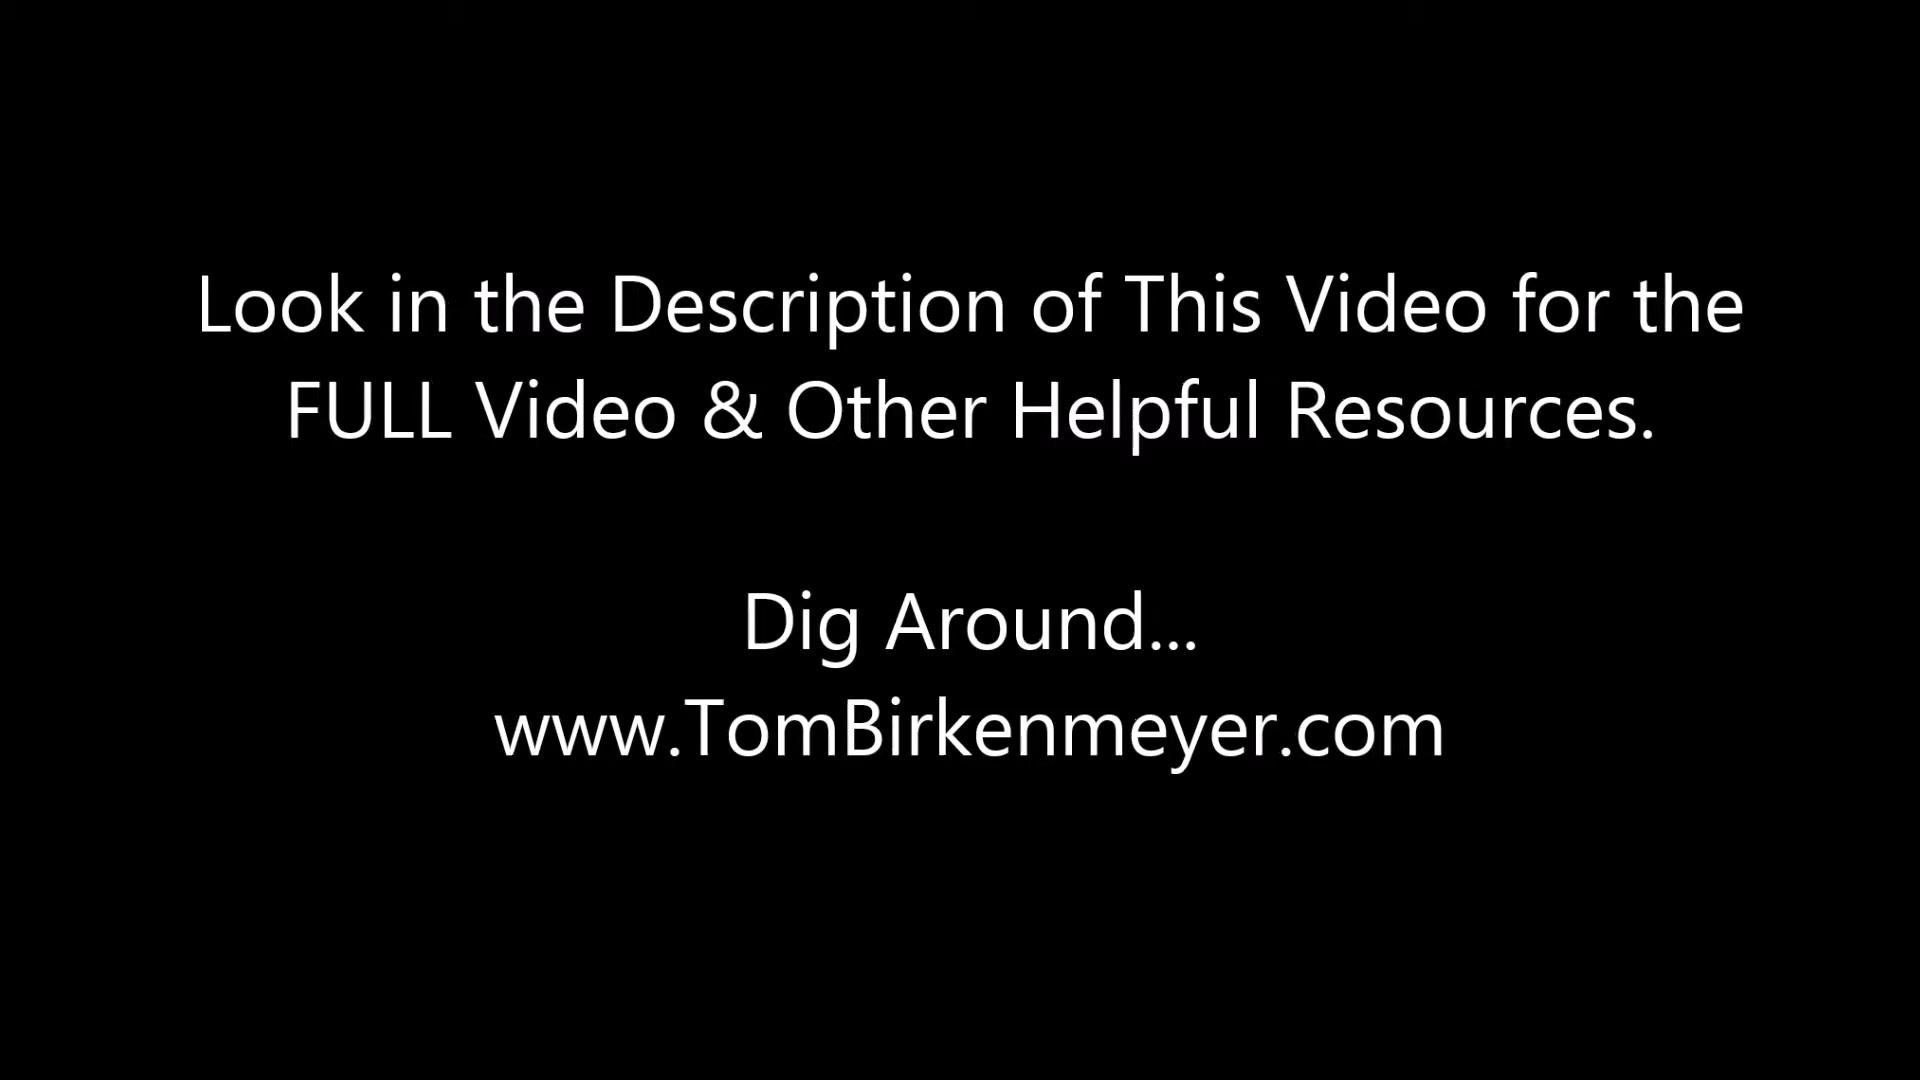 Look in the Description of This Video for the
FULL Video & Other Helpful Resources.
Dig Around...
www.TomBirkenmeyer.com